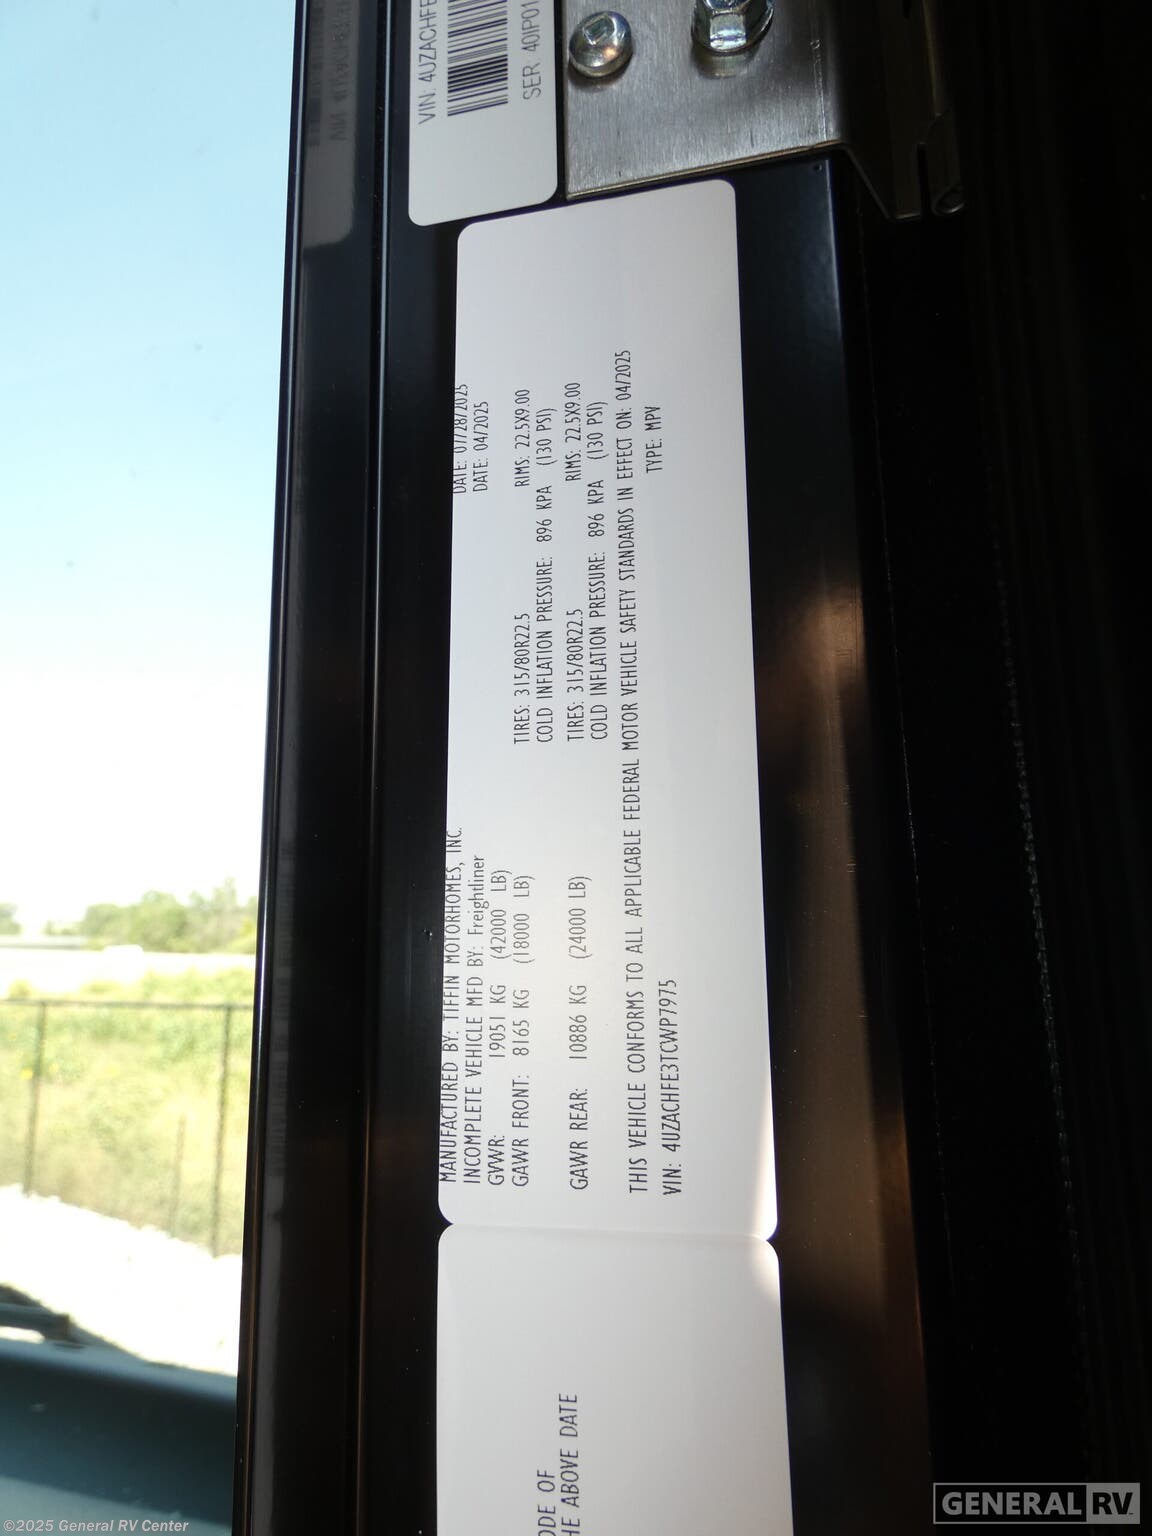 VIN: 4UZACHFE
SER: 40IP01
MANUFACTURED BY: TIFFIN MOTORHOMES, INC. DATE: 07/28/2025
INCOMPLETE VEHICLE MFD BY: Freightliner DATE: 04/2025
GVWR: 19051 KG (42000 LB)
GAWR FRONT: 8165 KG (18000 LB) TIRES: 315/80R22.5 RIMS: 22.5X9.00
COLD INFLATION PRESSURE: 896 KPA (130 PSI)
GAWR REAR: 10886 KG (24000 LB) TIRES: 315/80R22.5 RIMS: 22.5X9.00
COLD INFLATION PRESSURE: 896 KPA (130 PSI)
THIS VEHICLE CONFORMS TO ALL APPLICABLE FEDERAL MOTOR VEHICLE SAFETY STANDARDS IN EFFECT ON: 04/2025
VIN: 4UZACHFE3TCWP7975 TYPE: MPV
ODE OF
HE ABOVE DATE
GENERAL RV
©2025 General RV Center